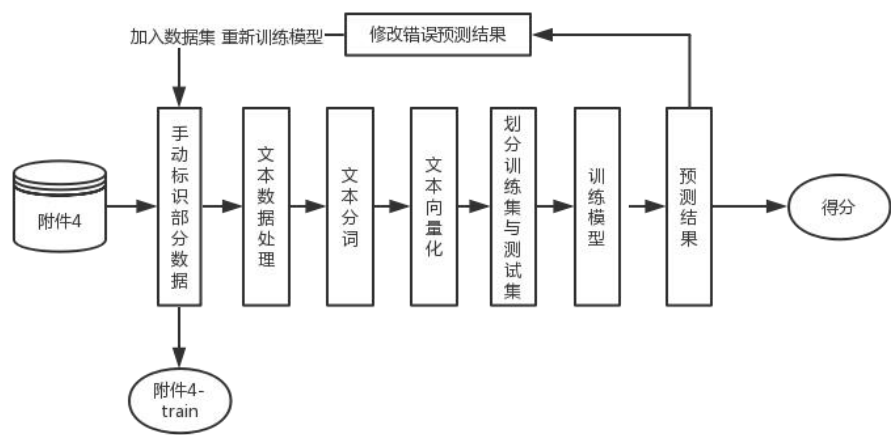 加入数据集 重新训练模型
修改错误预测结果
附件4
手动标识部分数据
文本数据处理
文本分词
文本向量化
划分训练集与测试集
训练模型
预测结果
得分
附件4-
train